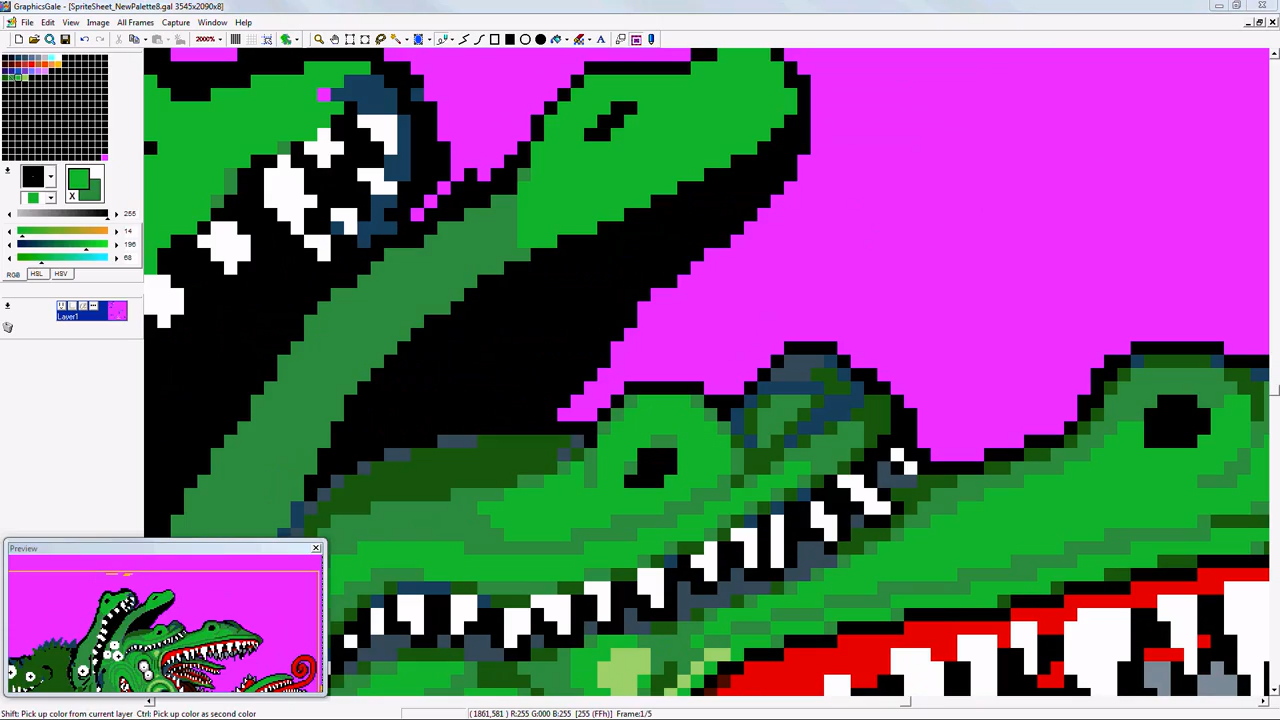 GraphicsGale - [SpriteSheet_NewPalette8.gal 3545x2090x8]
File Edit View Image All Frames Capture Window Help
2000%
A
X
255
14
196
68
RGB HSL HSV
Layer1
Preview
Shift: Pick up color from current layer Ctrl: Pick up color as second color
( 1861,581 ) R:255 G:000 B:255 [255 (FFh) Frame:1/5